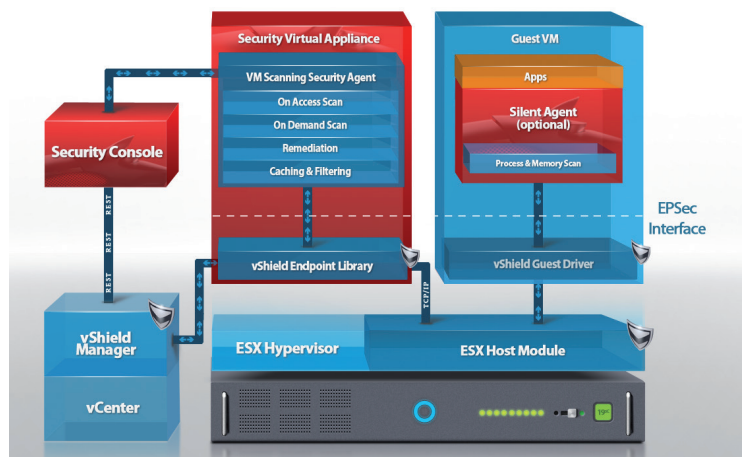 Security Virtual Appliance
Guest VM
VM Scanning Security Agent
On Access Scan
On Demand Scan
Remediation
Caching & Filtering
Apps
Silent Agent
(optional)
Process & Memory Scan
Security Console
REST
REST
REST
EPSec
Interface
vShield Endpoint Library
vShield Guest Driver
TCP/IP
vShield
Manager
vCenter
ESX Hypervisor
ESX Host Module
19°